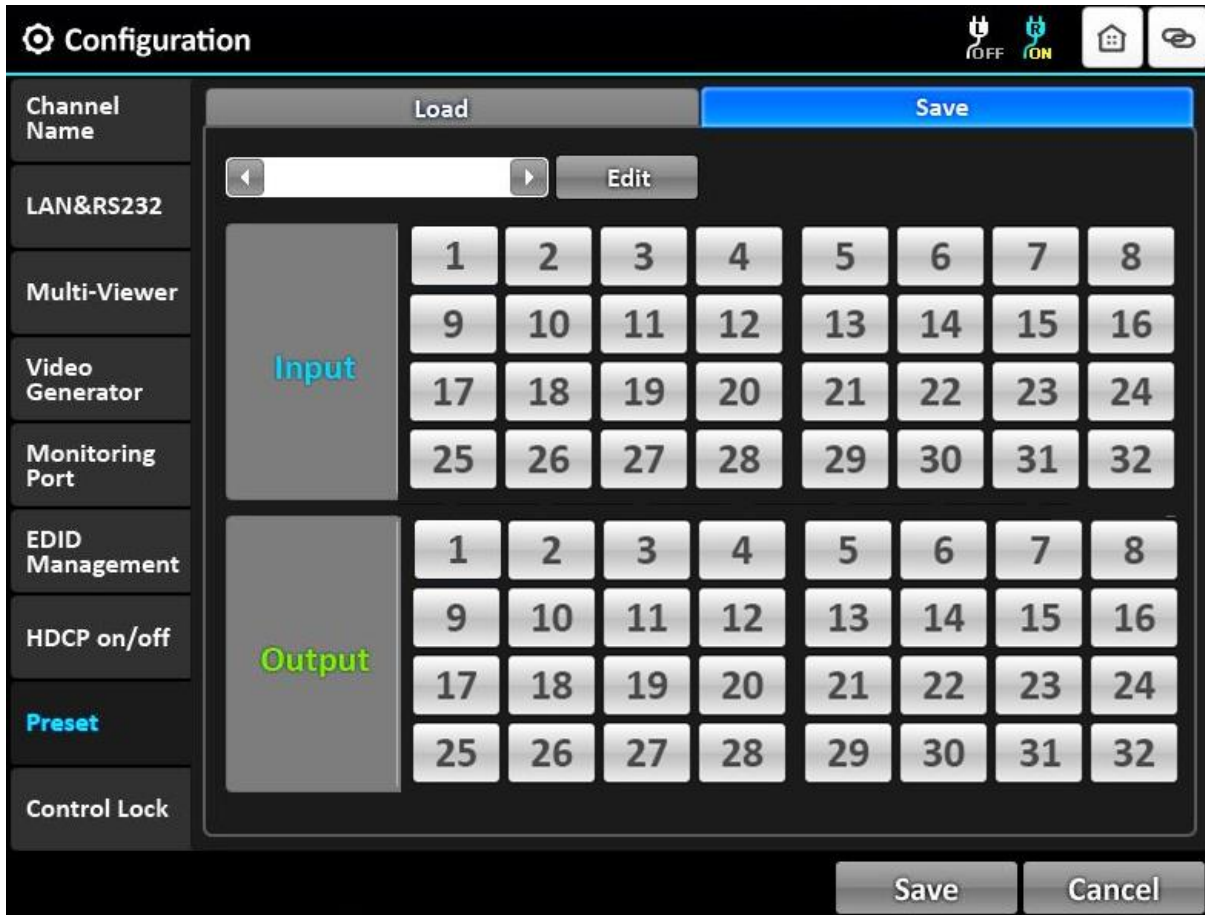 Configuration
L
OFF
R
ON
Channel
Name
LAN&RS232
Multi-Viewer
Video
Generator
Monitoring
Port
EDID
Management
HDCP on/off
Preset
Control Lock
Load
Save
Edit
Input
1 2 3 4 5 6 7 8
9 10 11 12 13 14 15 16
17 18 19 20 21 22 23 24
25 26 27 28 29 30 31 32
Output
1 2 3 4 5 6 7 8
9 10 11 12 13 14 15 16
17 18 19 20 21 22 23 24
25 26 27 28 29 30 31 32
Save
Cancel